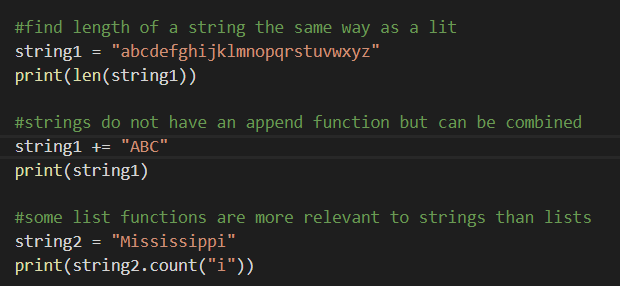 #find length of a string the same way as a lit
string1 = "abcdefghijklmnopqrstuvwxyz"
print(len(string1))
#strings do not have an append function but can be combined
string1 += "ABC"
print(string1)
#some list functions are more relevant to strings than lists
string2 = "Mississippi"
print(string2.count("i"))